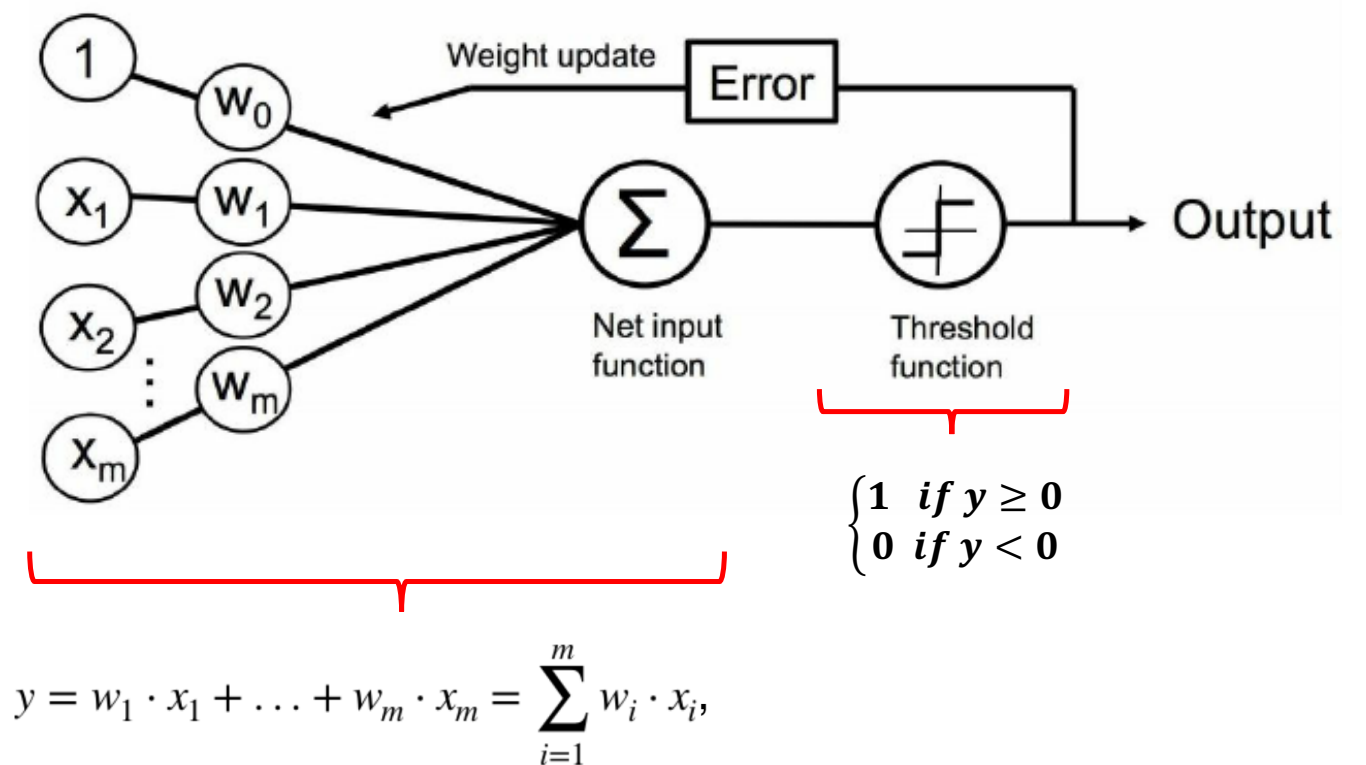 1
w₀
Weight update
Error
x₁
w₁
Σ
Output
x₂
w₂
⋮
xₘ
wₘ
Net input
function
Threshold
function
{1 if y ≥ 0
0 if y < 0
y = w₁ · x₁ + . . . + wₘ · xₘ = ∑ᵢ₌₁ᵐ wᵢ · xᵢ,